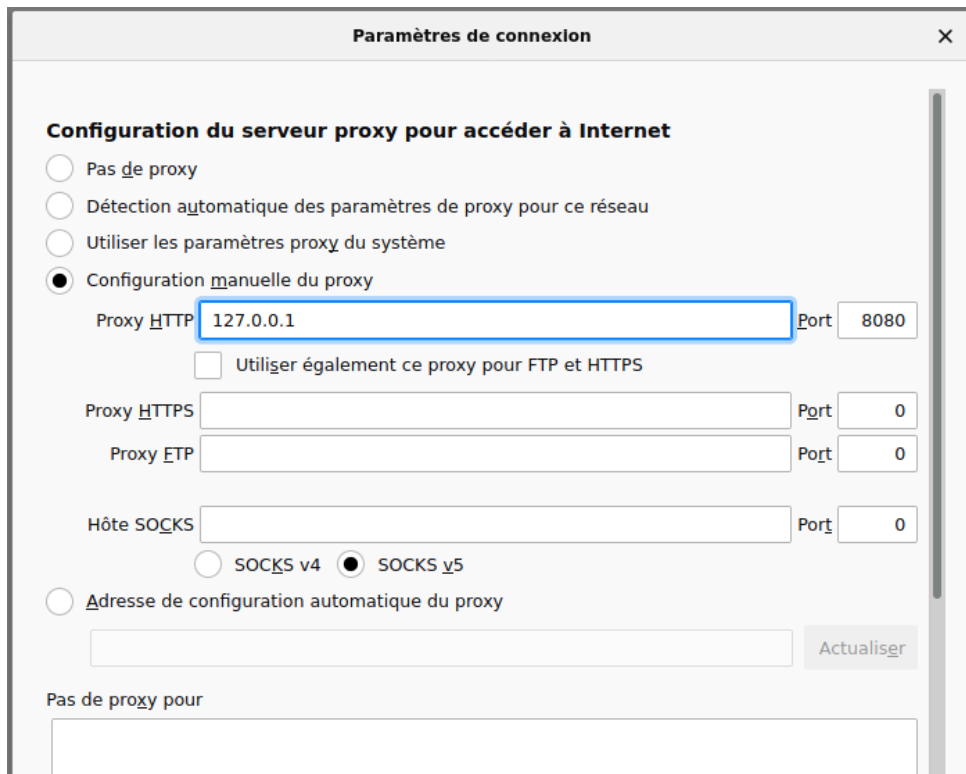 Paramètres de connexion
Configuration du serveur proxy pour accéder à Internet
Pas de proxy
Détection automatique des paramètres de proxy pour ce réseau
Utiliser les paramètres proxy du système
Configuration manuelle du proxy
Proxy HTTP 127.0.0.1 Port 8080
Utiliser également ce proxy pour FTP et HTTPS
Proxy HTTPS Port 0
Proxy FTP Port 0
Hôte SOCKS Port 0
SOCKS v4 SOCKS v5
Adresse de configuration automatique du proxy
Actualiser
Pas de proxy pour